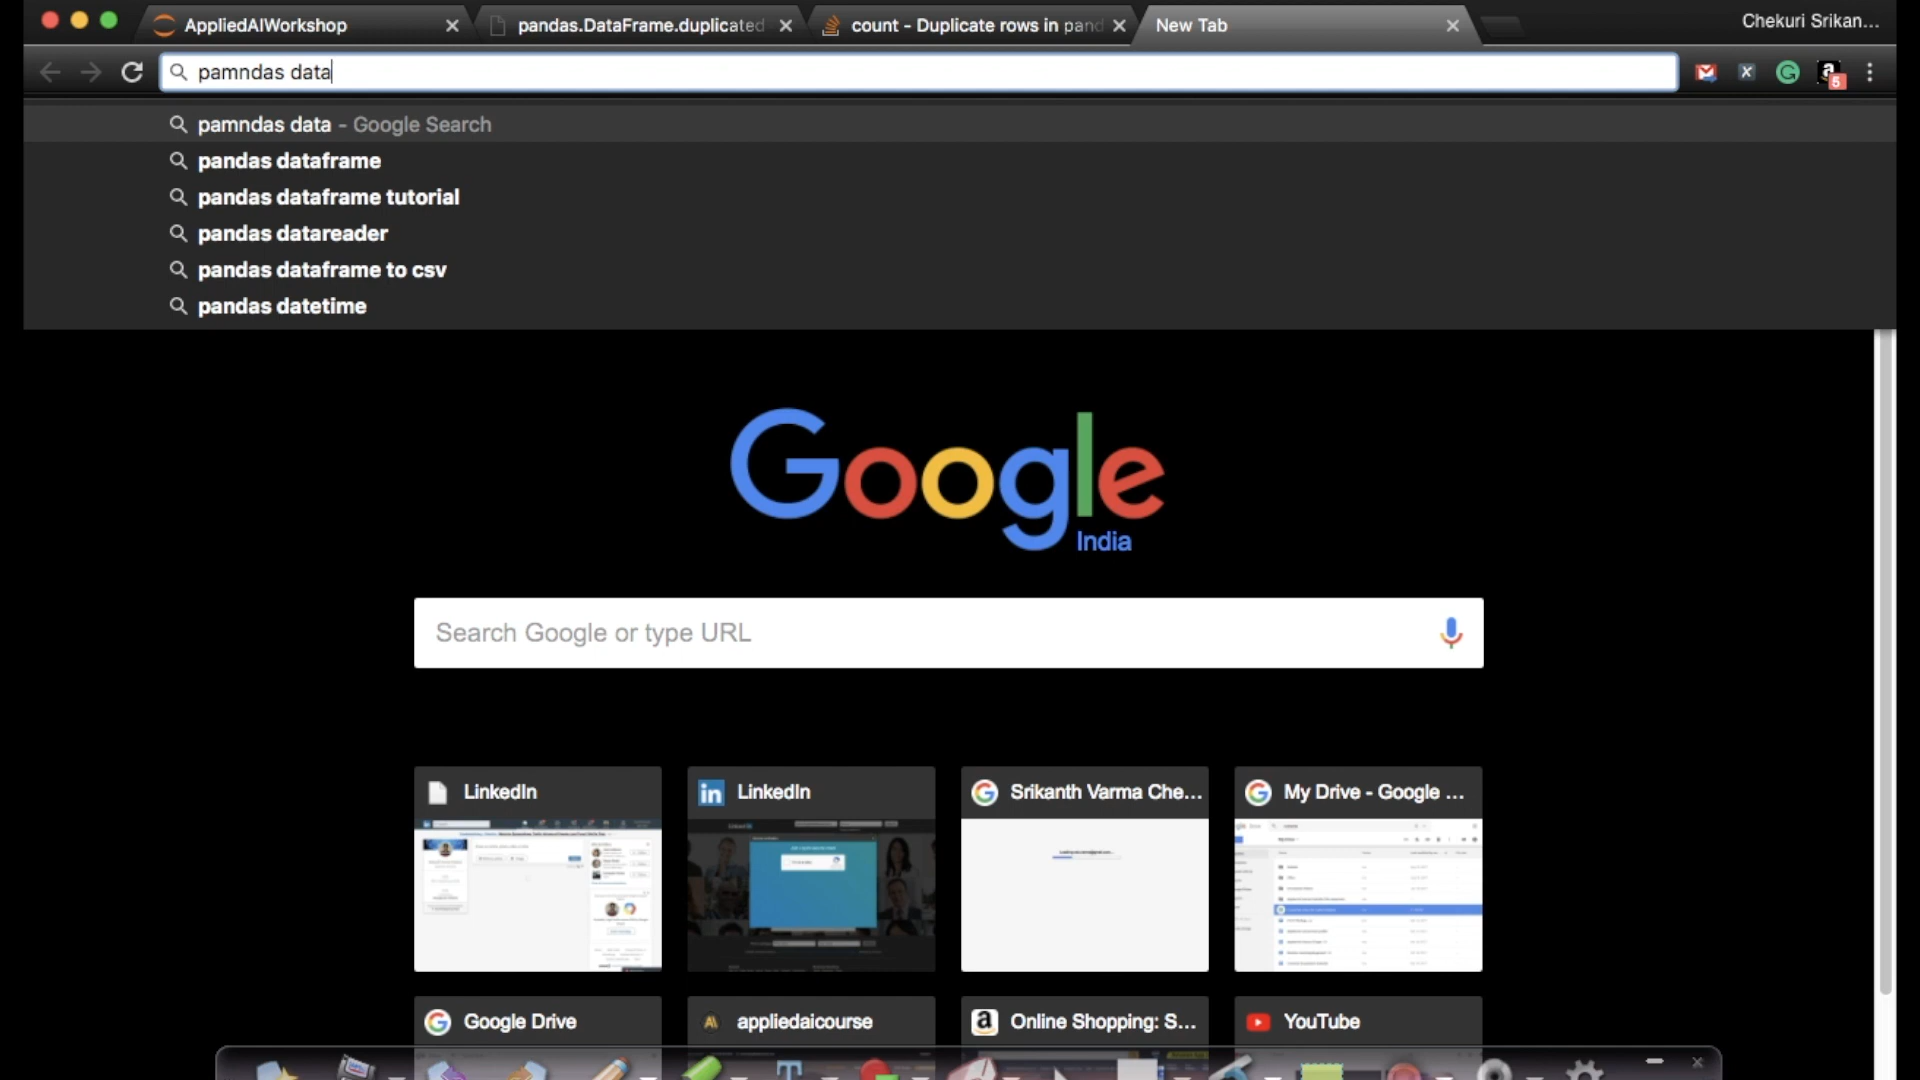 AppliedAIWorkshop
pandas.DataFrame.duplicated
count - Duplicate rows in pand
New Tab
Chekuri Srikan...
pamndas data
5
pamndas data - Google Search
pandas dataframe
pandas dataframe tutorial
pandas datareader
pandas dataframe to csv
pandas datetime
Google
India
Search Google or type URL
LinkedIn
LinkedIn
Srikanth Varma Che...
My Drive - Google ...
Google Drive
appliedaicourse
Online Shopping: S...
YouTube